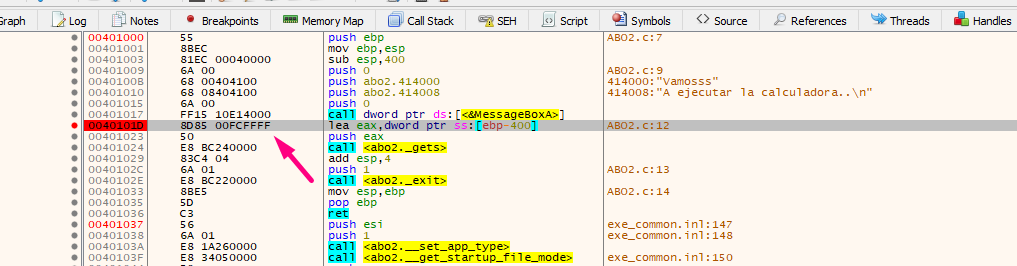 Graph Log Notes Breakpoints Memory Map Call Stack SEH Script Symbols Source References Threads Handles
00401000 55 push ebp ABO2.c:7
00401001 8BEC mov ebp,esp
00401003 81EC 00040000 sub esp,400
00401009 6A 00 push 0 ABO2.c:9
0040100B 68 00404100 push abo2.414000 414000:"Vamosss"
00401010 68 08404100 push abo2.414008 414008:"A ejecutar la calculadora..\n"
00401015 6A 00 push 0
00401017 FF15 10E14000 call dword ptr ds:[<&MessageBoxA>]
0040101D 8D85 00FCFFFF lea eax,dword ptr ss:[ebp-400] ABO2.c:12
00401023 50 push eax
00401024 E8 BC240000 call <abo2._gets>
00401029 83C4 04 add esp,4
0040102C 6A 01 push 1 ABO2.c:13
0040102E E8 BC220000 call <abo2._exit>
00401033 8BE5 mov esp,ebp ABO2.c:14
00401035 5D pop ebp
00401036 C3 ret
00401037 56 push esi exe_common.inl:147
00401038 6A 01 push 1 exe_common.inl:148
0040103A E8 1A260000 call <abo2.__set_app_type>
0040103F E8 34050000 call <abo2.__get_startup_file_mode> exe_common.inl:150